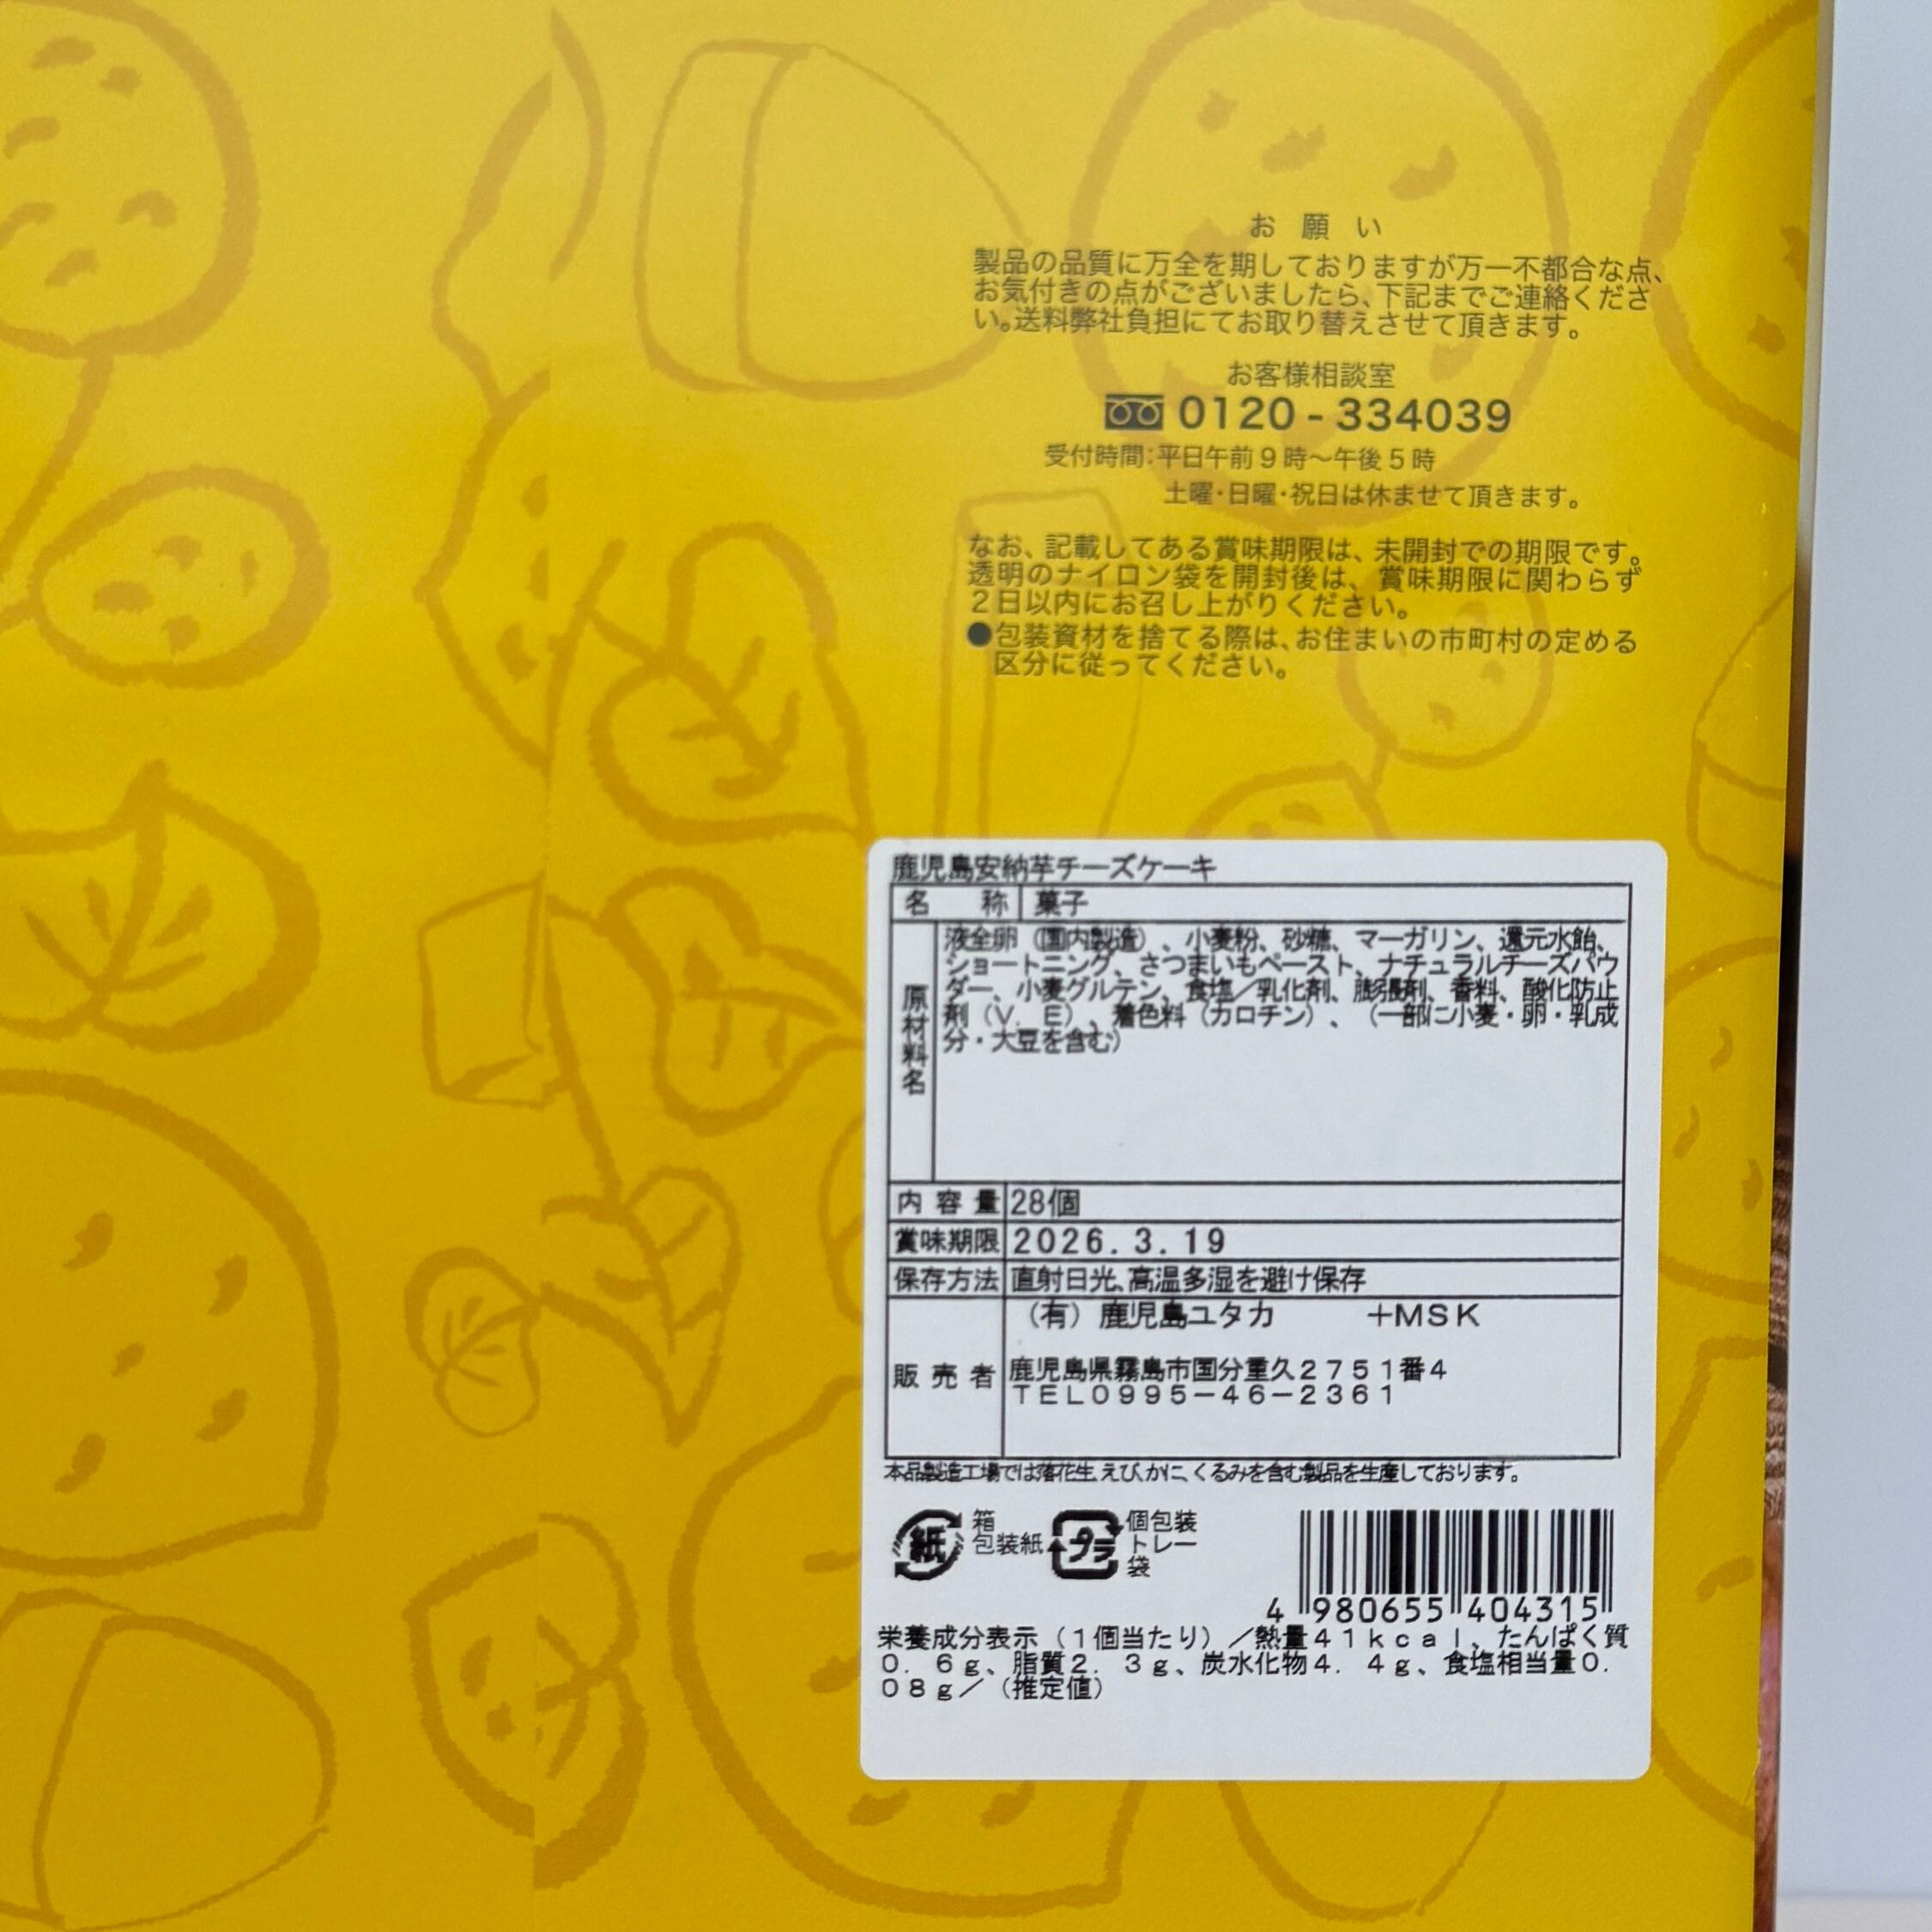 お願い
製品の品質に万全を期しておりますが万一不都合な点、
お気付きの点がございましたら、下記までご連絡くださ
い。送料弊社負担にてお取り替えさせて頂きます。
お客様相談室
0120-334039
受付時間:平日午前9時～午後5時
土曜・日曜・祝日は休ませて頂きます。
なお、記載してある賞味期限は、未開封での期限です。
透明のナイロン袋を開封後は、賞味期限に関わらず
2日以内にお召し上がりください。
●包装資材を捨てる際は、お住まいの市町村の定める
区分に従ってください。
鹿児島安納芋チーズケーキ
名称 菓子
原材料名
液全卵（国内製造）、小麦粉、砂糖、マーガリン、還元水飴、
ショートニング、さつまいもペースト、ナチュラルチーズパウ
ダー、小麦グルテン、食塩／乳化剤、膨張剤、香料、酸化防止
剤（V．E）、着色料（カロチン）、（一部に小麦・卵・乳成
分・大豆を含む）
内容量 28個
賞味期限 2026.3.19
保存方法 直射日光、高温多湿を避け保存
販売者
（有）鹿児島ユタカ +MSK
鹿児島県霧島市国分重久2751番4
TEL0995-46-2361
本品製造工場では落花生、えび、かに、くるみを含む製品を生産しております。
紙 箱
包装紙
プラ 個包装
トレー
袋
4 980655 404315
栄養成分表示（1個当たり）／熱量41kcal、たんぱく質
0.6g、脂質2.3g、炭水化物4.4g、食塩相当量0.
08g／（推定値）